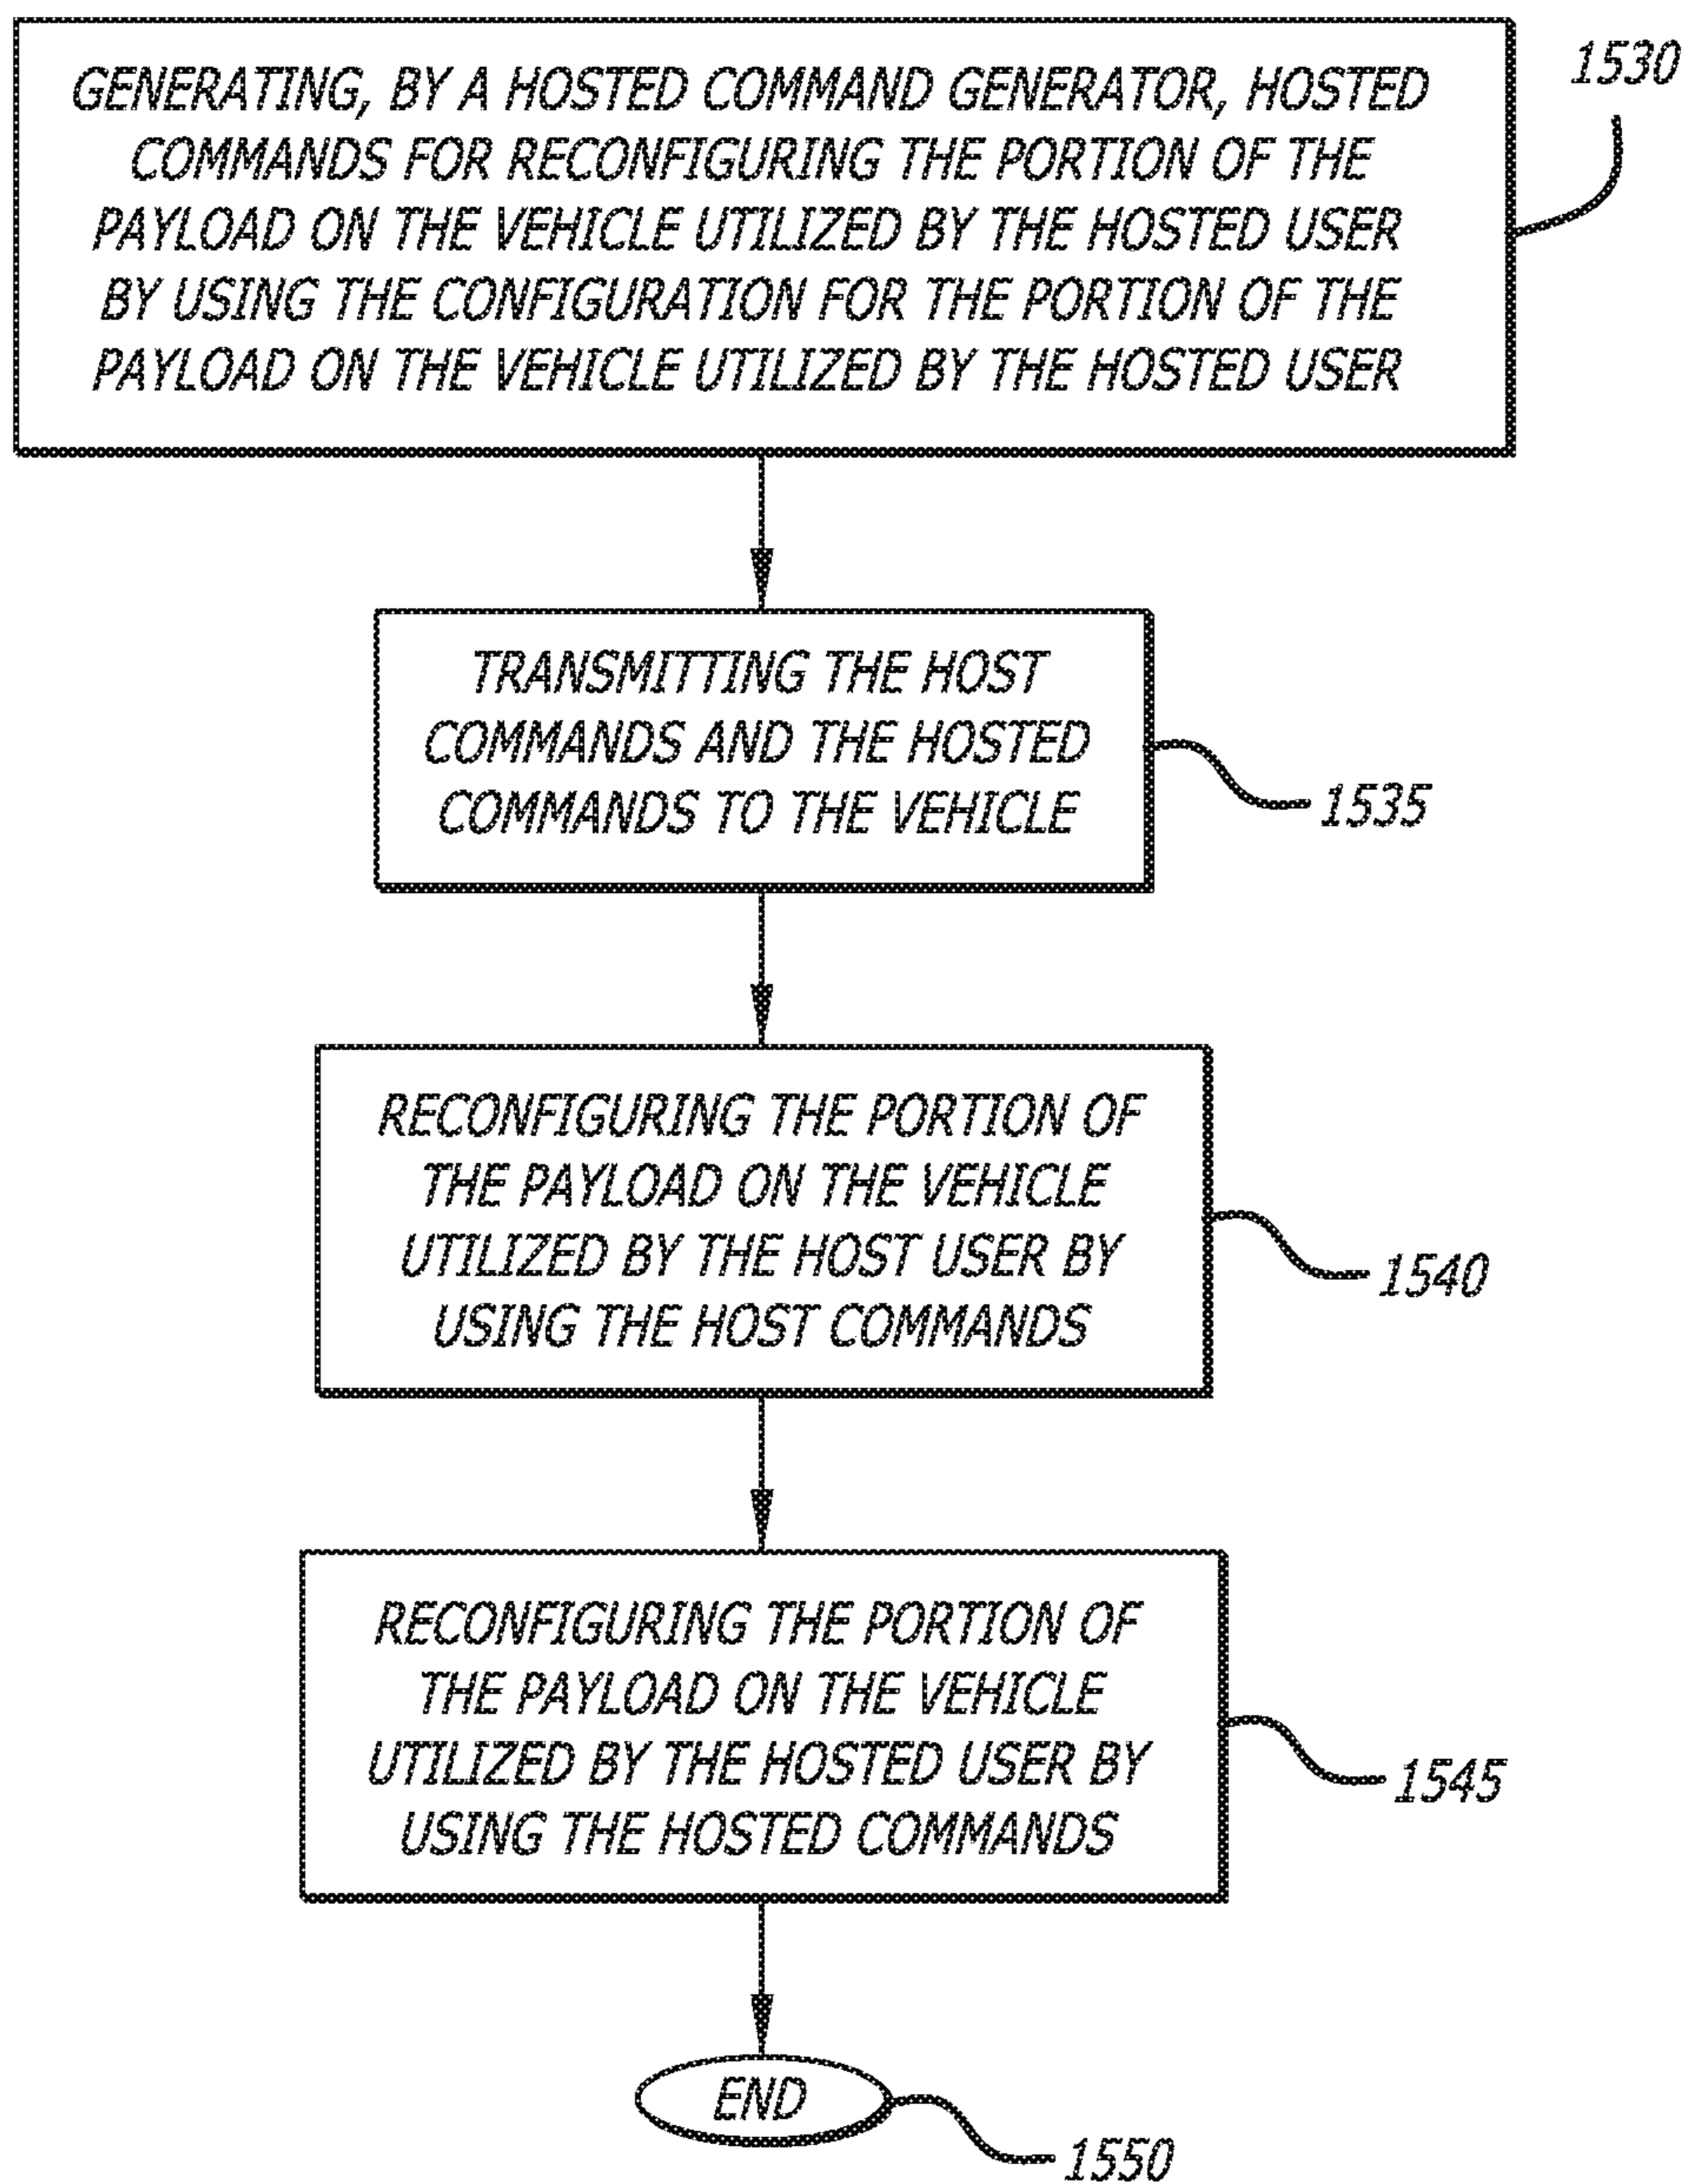 GENERATING, BY A HOSTED COMMAND GENERATOR, HOSTED
COMMANDS FOR RECONFIGURING THE PORTION OF THE
PAYLOAD ON THE VEHICLE UTILIZED BY THE HOSTED USER
BY USING THE CONFIGURATION FOR THE PORTION OF THE
PAYLOAD ON THE VEHICLE UTILIZED BY THE HOSTED USER
1530
TRANSMITTING THE HOST
COMMANDS AND THE HOSTED
COMMANDS TO THE VEHICLE
1535
RECONFIGURING THE PORTION OF
THE PAYLOAD ON THE VEHICLE
UTILIZED BY THE HOST USER BY
USING THE HOST COMMANDS
1540
RECONFIGURING THE PORTION OF
THE PAYLOAD ON THE VEHICLE
UTILIZED BY THE HOSTED USER BY
USING THE HOSTED COMMANDS
1545
END
1550